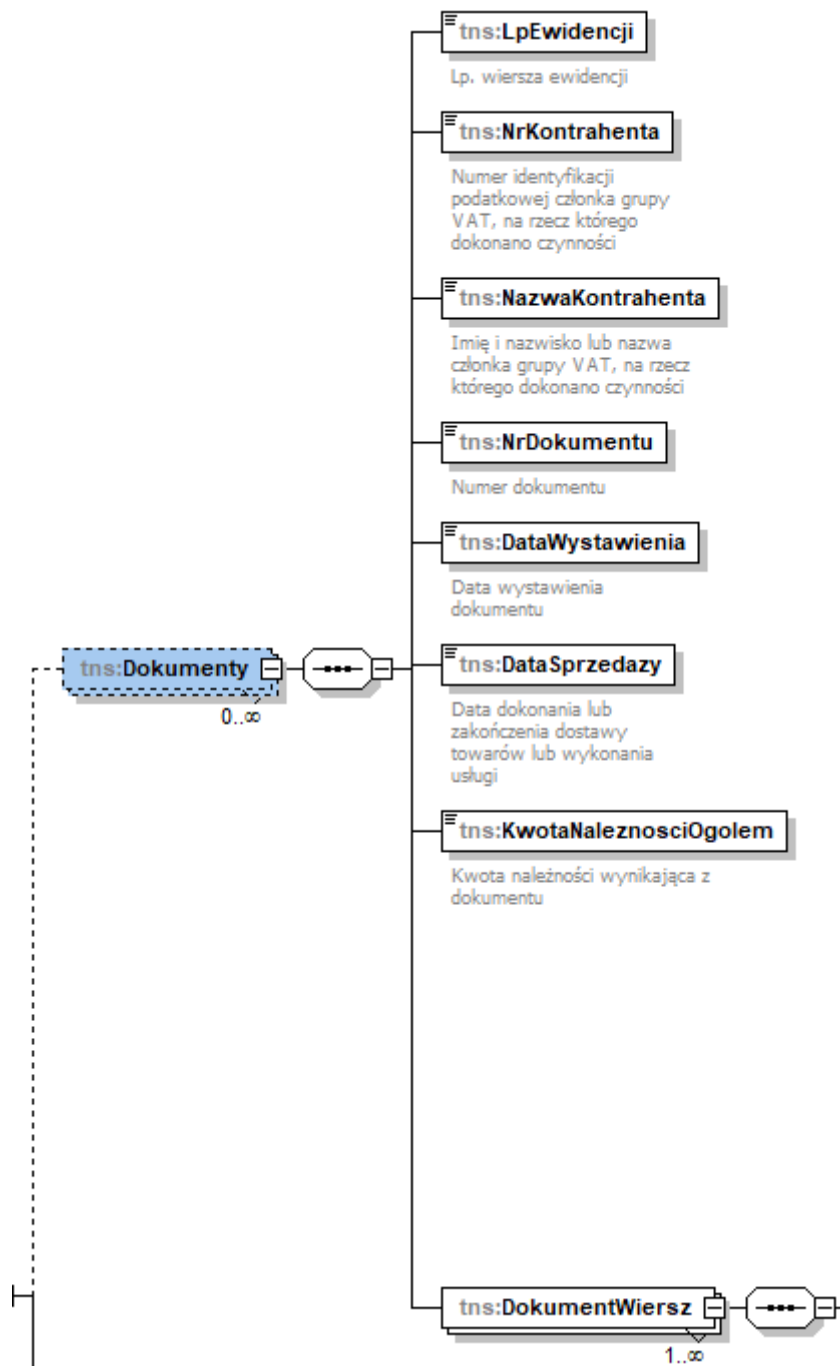 tns:LpEwidencji
Lp. wiersza ewidencji
tns:NrKontrahenta
Numer identyfikacji
podatkowej członka grupy
VAT, na rzecz którego
dokonano czynności
tns:NazwaKontrahenta
Imię i nazwisko lub nazwa
członka grupy VAT, na rzecz
którego dokonano czynności
tns:NrDokumentu
Numer dokumentu
tns:DataWystawienia
Data wystawienia
dokumentu
tns:Dokumenty
0..∞
tns:DataSprzedazy
Data dokonania lub
zakończenia dostawy
towarów lub wykonania
usługi
tns:KwotaNaleznosciOgolem
Kwota należności wynikająca z
dokumentu
tns:DokumentWiersz
1..∞